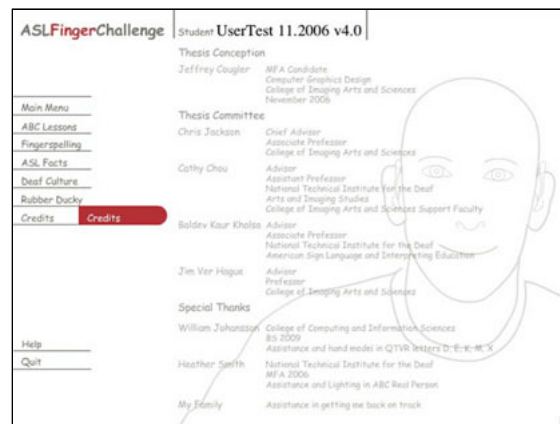 ASLFingerChallenge
Student UserTest 11.2006 v4.0
Main Menu
ABC Lessons
Fingerspelling
ASL Facts
Deaf Culture
Rubber Ducky
Credits
Credits
Help
Quit
Thesis Conception
Jeffrey Cougler MFA Candidate
Computer Graphics Design
College of Imaging Arts and Sciences
November 2006
Thesis Committee
Chris Jackson Chief Advisor
Associate Professor
College of Imaging Arts and Sciences
Cathy Chou Advisor
Assistant Professor
National Technical Institute for the Deaf
Arts and Imaging Studies
College of Imaging Arts and Sciences Support Faculty
Baldev Kaur Khalsa Advisor
Associate Professor
National Technical Institute for the Deaf
American Sign Language and Interpreting Education
Jim Ver Hague Advisor
Professor
College of Imaging Arts and Sciences
Special Thanks
William Johansson College of Computing and Information Sciences
BS 2009
Assistance and hand model in QTVR letters D, E, K, M, X
Heather Smith National Technical Institute for the Deaf
MFA 2006
Assistance and Lighting in ABC Real Person
My Family Assistance in getting me back on track